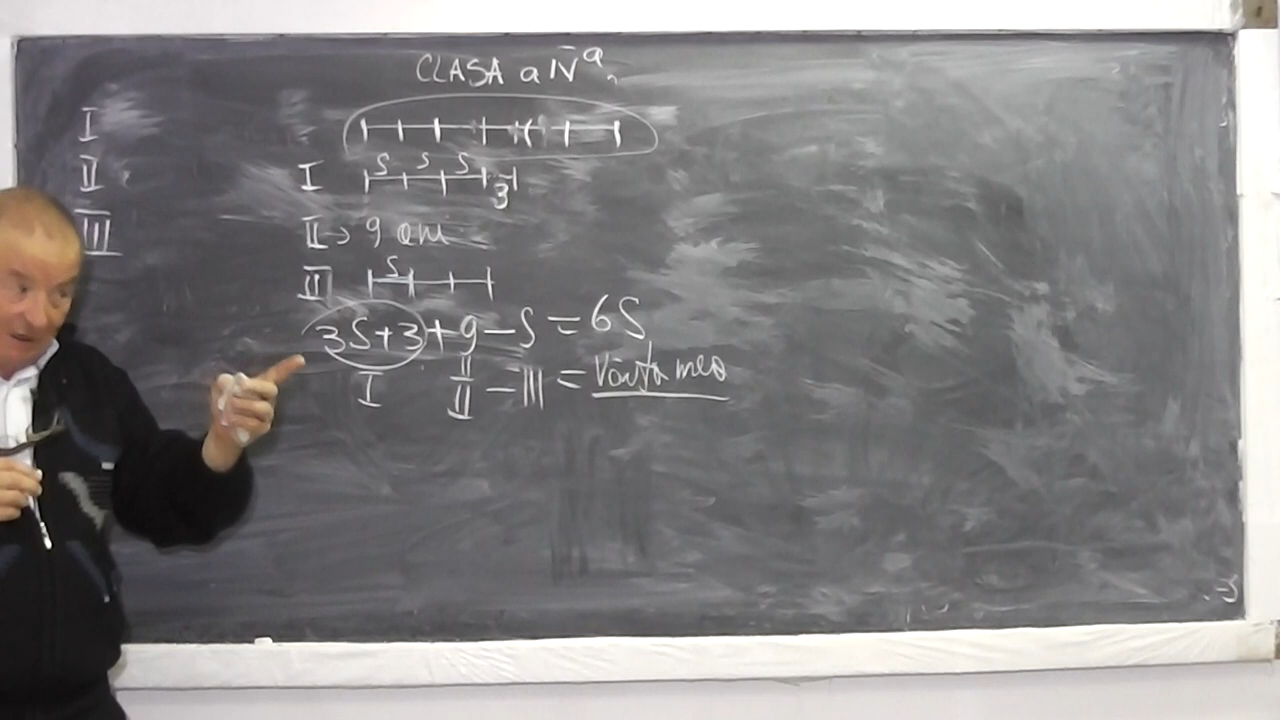 CLASA a IV a
I
II
III
I S S S 3
II → 9 ani
III S
3S+3+9-S=6S
I II - III = Vârsta mea